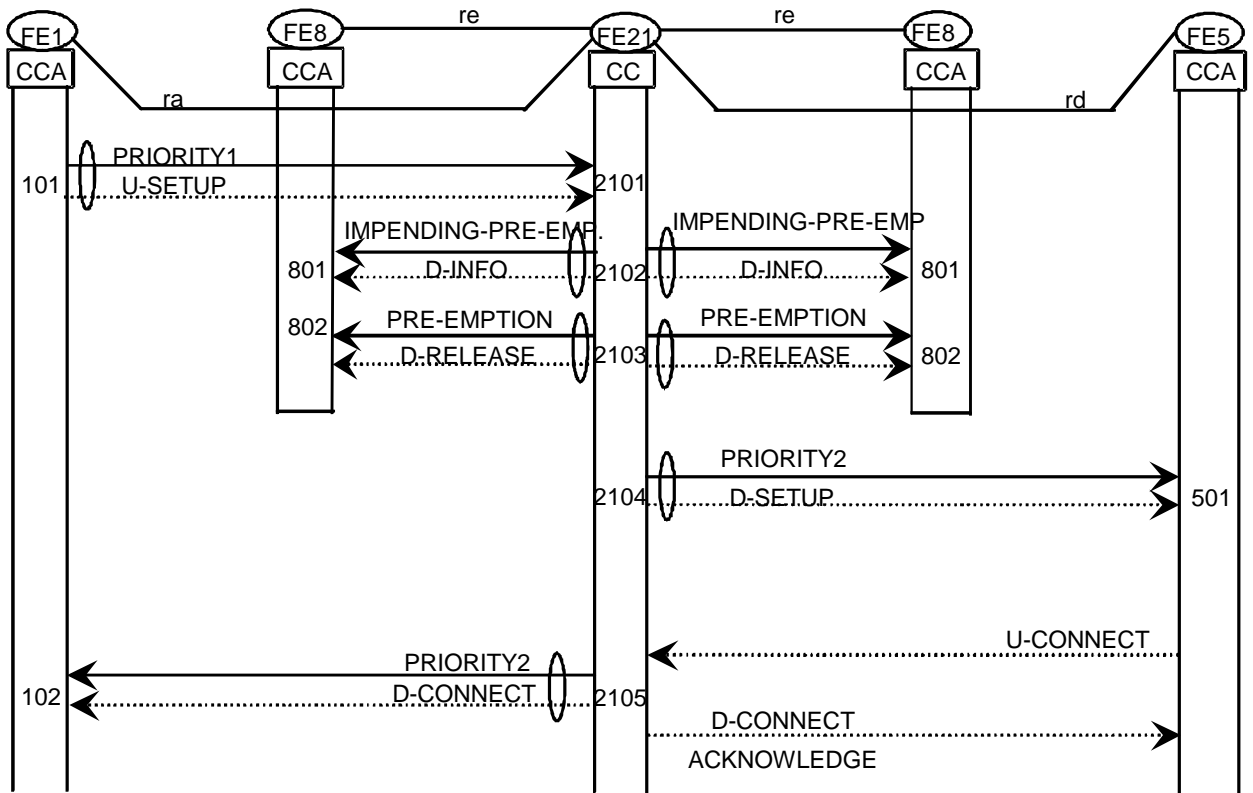 re re
FE1 FE8 FE21 FE8 FE5
CCA CCA CC CCA CCA
ra rd
PRIORITY1
101 U-SETUP 2101
IMPENDING-PRE-EMP. IMPENDING-PRE-EMP
801 D-INFO 2102 D-INFO 801
802 PRE-EMPTION PRE-EMPTION
D-RELEASE 2103 D-RELEASE 802
PRIORITY2
2104 D-SETUP 501
U-CONNECT
PRIORITY2
102 D-CONNECT 2105
D-CONNECT
ACKNOWLEDGE